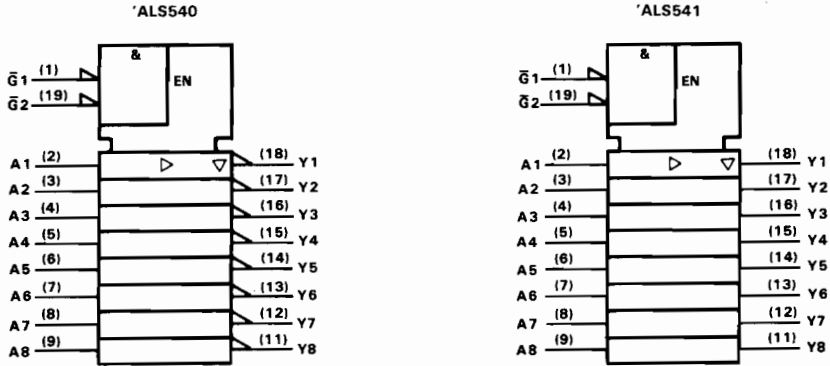 'ALS540
&
EN
G̅1 (1)
G̅2 (19)
A1 (2) ▷ ▽ (18) Y1
A2 (3) (17) Y2
A3 (4) (16) Y3
A4 (5) (15) Y4
A5 (6) (14) Y5
A6 (7) (13) Y6
A7 (8) (12) Y7
A8 (9) (11) Y8
'ALS541
&
EN
G̅1 (1)
G̅2 (19)
A1 (2) ▷ ▽ (18) Y1
A2 (3) (17) Y2
A3 (4) (16) Y3
A4 (5) (15) Y4
A5 (6) (14) Y5
A6 (7) (13) Y6
A7 (8) (12) Y7
A8 (9) (11) Y8